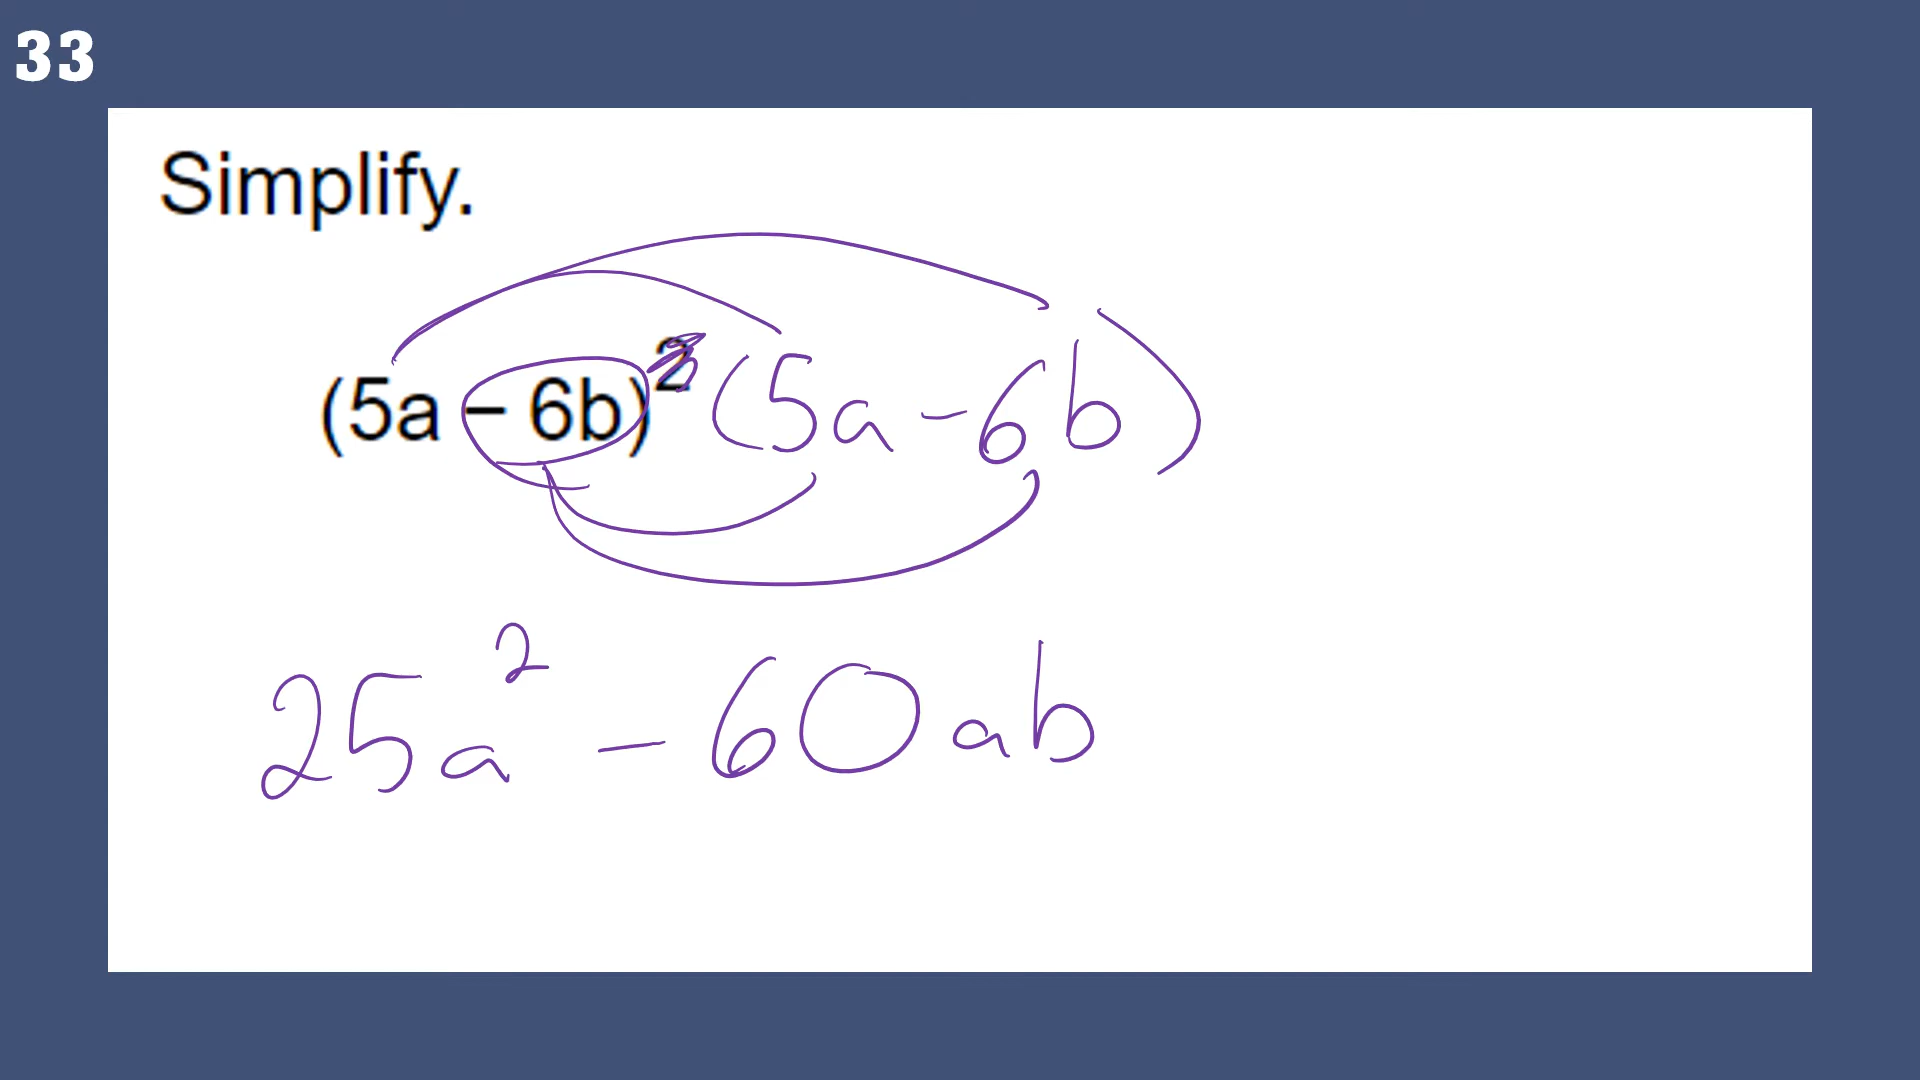 33
Simplify.
(5a – 6b)² (5a - 6b)
25a² - 60ab